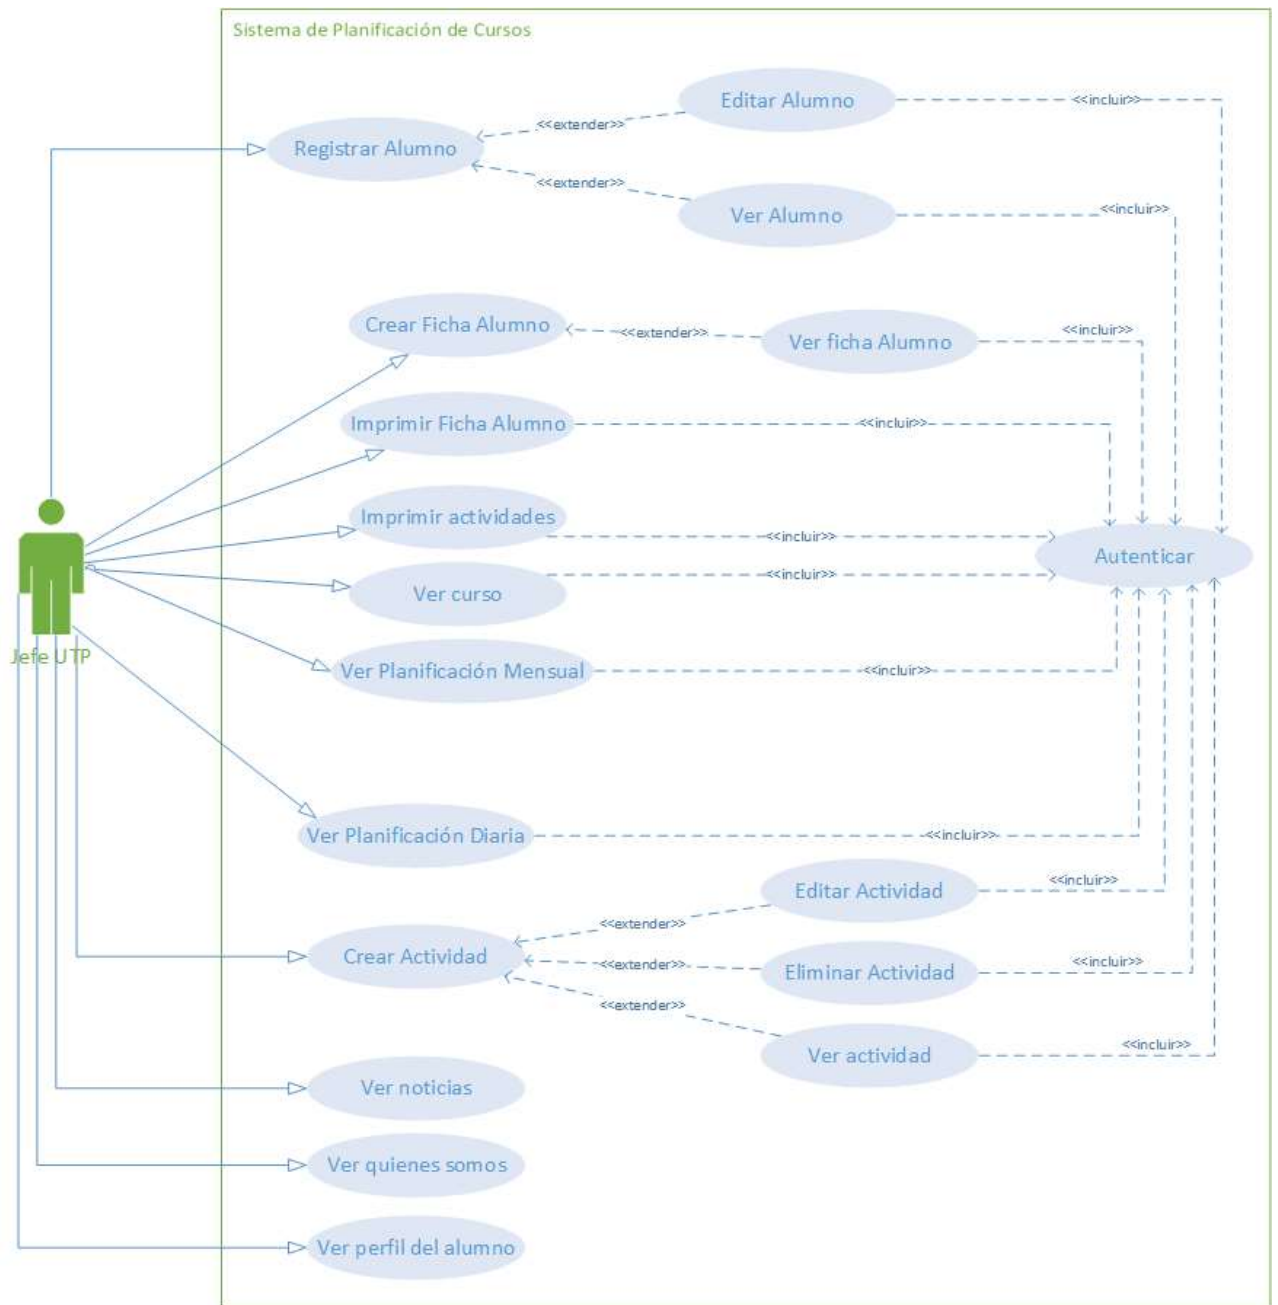 Sistema de Planificación de Cursos
Editar Alumno
<<incluir>>
<<extender>>
Registrar Alumno
<<extender>>
Ver Alumno
<<incluir>>
Crear Ficha Alumno
<<extender>>
Ver ficha Alumno
<<incluir>>
Imprimir Ficha Alumno
<<incluir>>
Imprimir actividades
<<incluir>>
Autenticar
<<incluir>>
Ver curso
Jefe UTP
Ver Planificación Mensual
<<incluir>>
Ver Planificación Diaria
<<incluir>>
Editar Actividad
<<incluir>>
<<extender>>
Crear Actividad
<<extender>>
Eliminar Actividad
<<incluir>>
<<extender>>
Ver actividad
<<incluir>>
Ver noticias
Ver quienes somos
Ver perfil del alumno